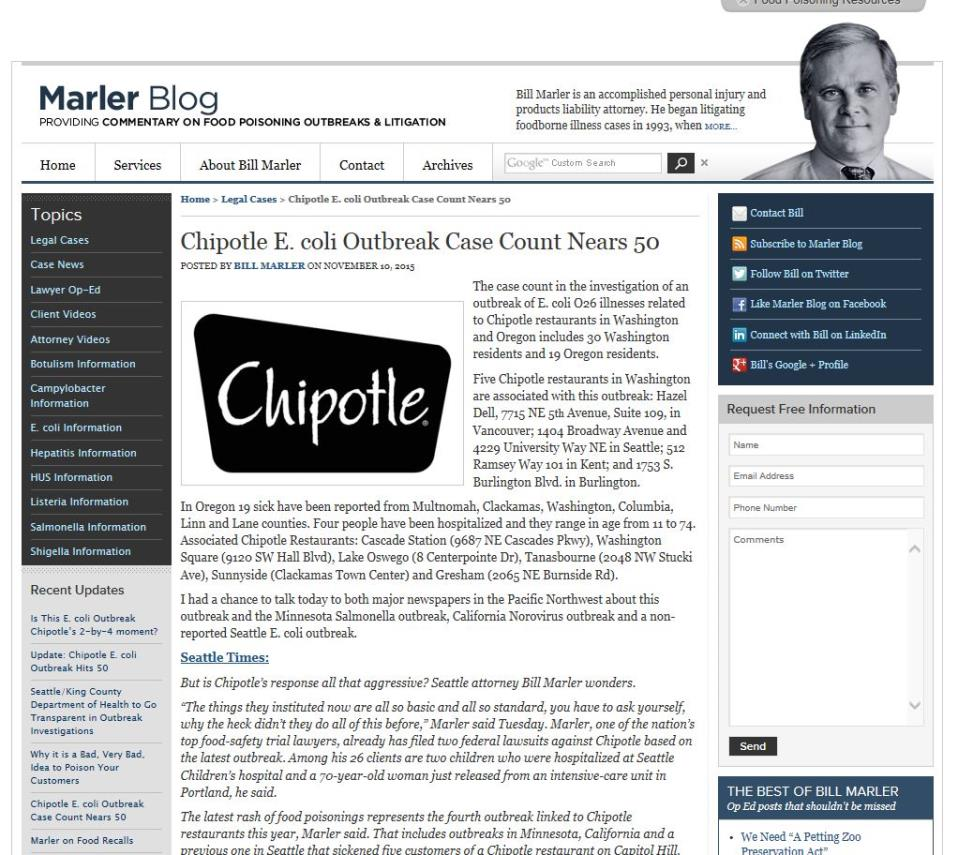 Food Poisoning Resources
Marler Blog
PROVIDING COMMENTARY ON FOOD POISONING OUTBREAKS & LITIGATION
Bill Marler is an accomplished personal injury and
products liability attorney. He began litigating
foodborne illness cases in 1993, when MORE...
Home Services About Bill Marler Contact Archives Google™ Custom Search
Topics
Legal Cases
Case News
Lawyer Op-Ed
Client Videos
Attorney Videos
Botulism Information
Campylobacter
Information
E. coli Information
Hepatitis Information
HUS Information
Listeria Information
Salmonella Information
Shigella Information
Recent Updates
Is This E. coli Outbreak
Chipotle's 2-by-4 moment?
Update: Chipotle E. coli
Outbreak Hits 50
Seattle/King County
Department of Health to Go
Transparent in Outbreak
Investigations
Why it is a Bad, Very Bad,
Idea to Poison Your
Customers
Chipotle E. coli Outbreak
Case Count Nears 50
Marler on Food Recalls
Home > Legal Cases > Chipotle E. coli Outbreak Case Count Nears 50
Chipotle E. coli Outbreak Case Count Nears 50
POSTED BY BILL MARLER ON NOVEMBER 10, 2015
Chipotle®
The case count in the investigation of an
outbreak of E. coli O26 illnesses related
to Chipotle restaurants in Washington
and Oregon includes 30 Washington
residents and 19 Oregon residents.
Five Chipotle restaurants in Washington
are associated with this outbreak: Hazel
Dell, 7715 NE 5th Avenue, Suite 109, in
Vancouver; 1404 Broadway Avenue and
4229 University Way NE in Seattle; 512
Ramsey Way 101 in Kent; and 1753 S.
Burlington Blvd. in Burlington.
In Oregon 19 sick have been reported from Multnomah, Clackamas, Washington, Columbia,
Linn and Lane counties. Four people have been hospitalized and they range in age from 11 to 74.
Associated Chipotle Restaurants: Cascade Station (9687 NE Cascades Pkwy), Washington
Square (9120 SW Hall Blvd), Lake Oswego (8 Centerpointe Dr), Tanasbourne (2048 NW Stucki
Ave), Sunnyside (Clackamas Town Center) and Gresham (2065 NE Burnside Rd).
I had a chance to talk today to both major newspapers in the Pacific Northwest about this
outbreak and the Minnesota Salmonella outbreak, California Norovirus outbreak and a non-
reported Seattle E. coli outbreak.
Seattle Times:
But is Chipotle's response all that aggressive? Seattle attorney Bill Marler wonders.
“The things they instituted now are all so basic and all so standard, you have to ask yourself,
why the heck didn't they do all of this before,” Marler said Tuesday. Marler, one of the nation's
top food-safety trial lawyers, already has filed two federal lawsuits against Chipotle based on
the latest outbreak. Among his 26 clients are two children who were hospitalized at Seattle
Children's hospital and a 70-year-old woman just released from an intensive-care unit in
Portland, he said.
The latest rash of food poisonings represents the fourth outbreak linked to Chipotle
restaurants this year, Marler said. That includes outbreaks in Minnesota, California and a
previous one in Seattle that sickened five customers of a Chipotle restaurant on Capitol Hill.
Contact Bill
Subscribe to Marler Blog
Follow Bill on Twitter
Like Marler Blog on Facebook
Connect with Bill on LinkedIn
Bill's Google + Profile
Request Free Information
Name
Email Address
Phone Number
Comments
Send
THE BEST OF BILL MARLER
Op Ed posts that shouldn't be missed
• We Need “A Petting Zoo
Preservation Act”